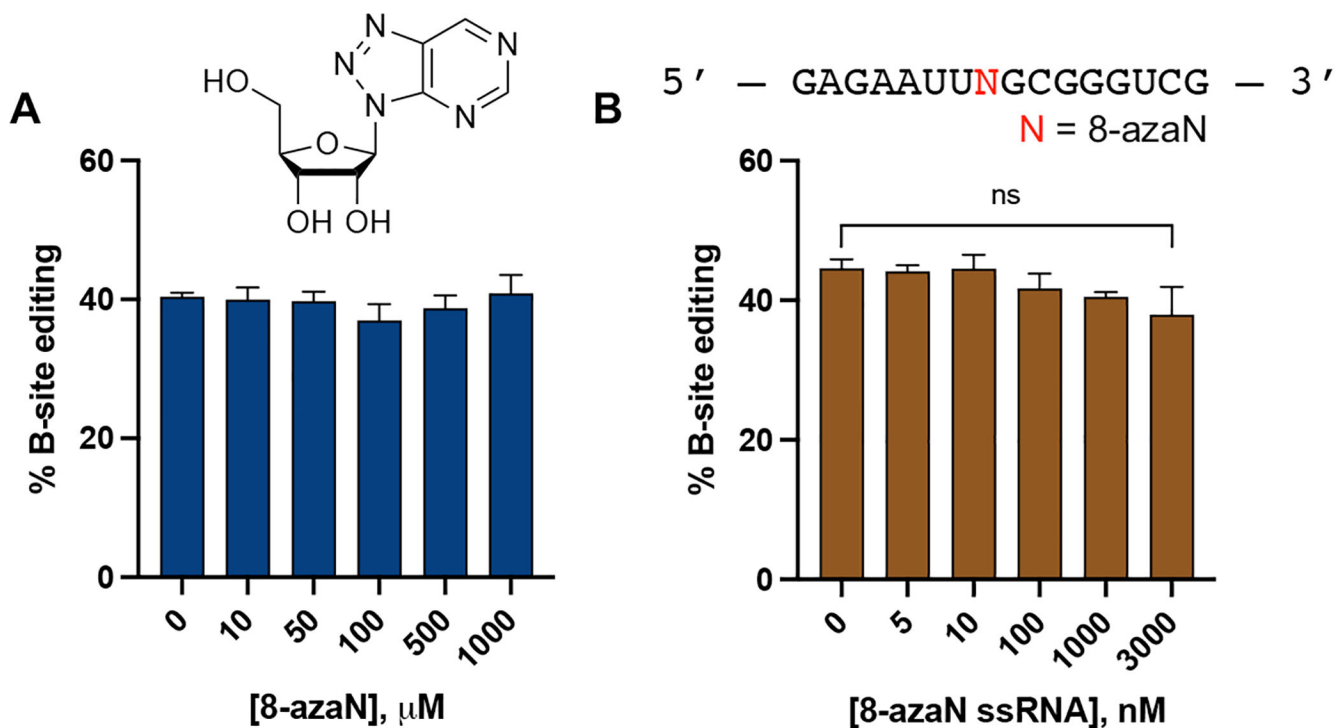 A
N
N
N
N
N
HO
O
OH OH
60
40
20
0
% B-site editing
0
10
50
100
500
1000
[8-azaN], μM
B
5′ — GAGAAUUNGCGGGUCG — 3′
N = 8-azaN
60
40
20
0
% B-site editing
ns
0
5
10
100
1000
3000
[8-azaN ssRNA], nM